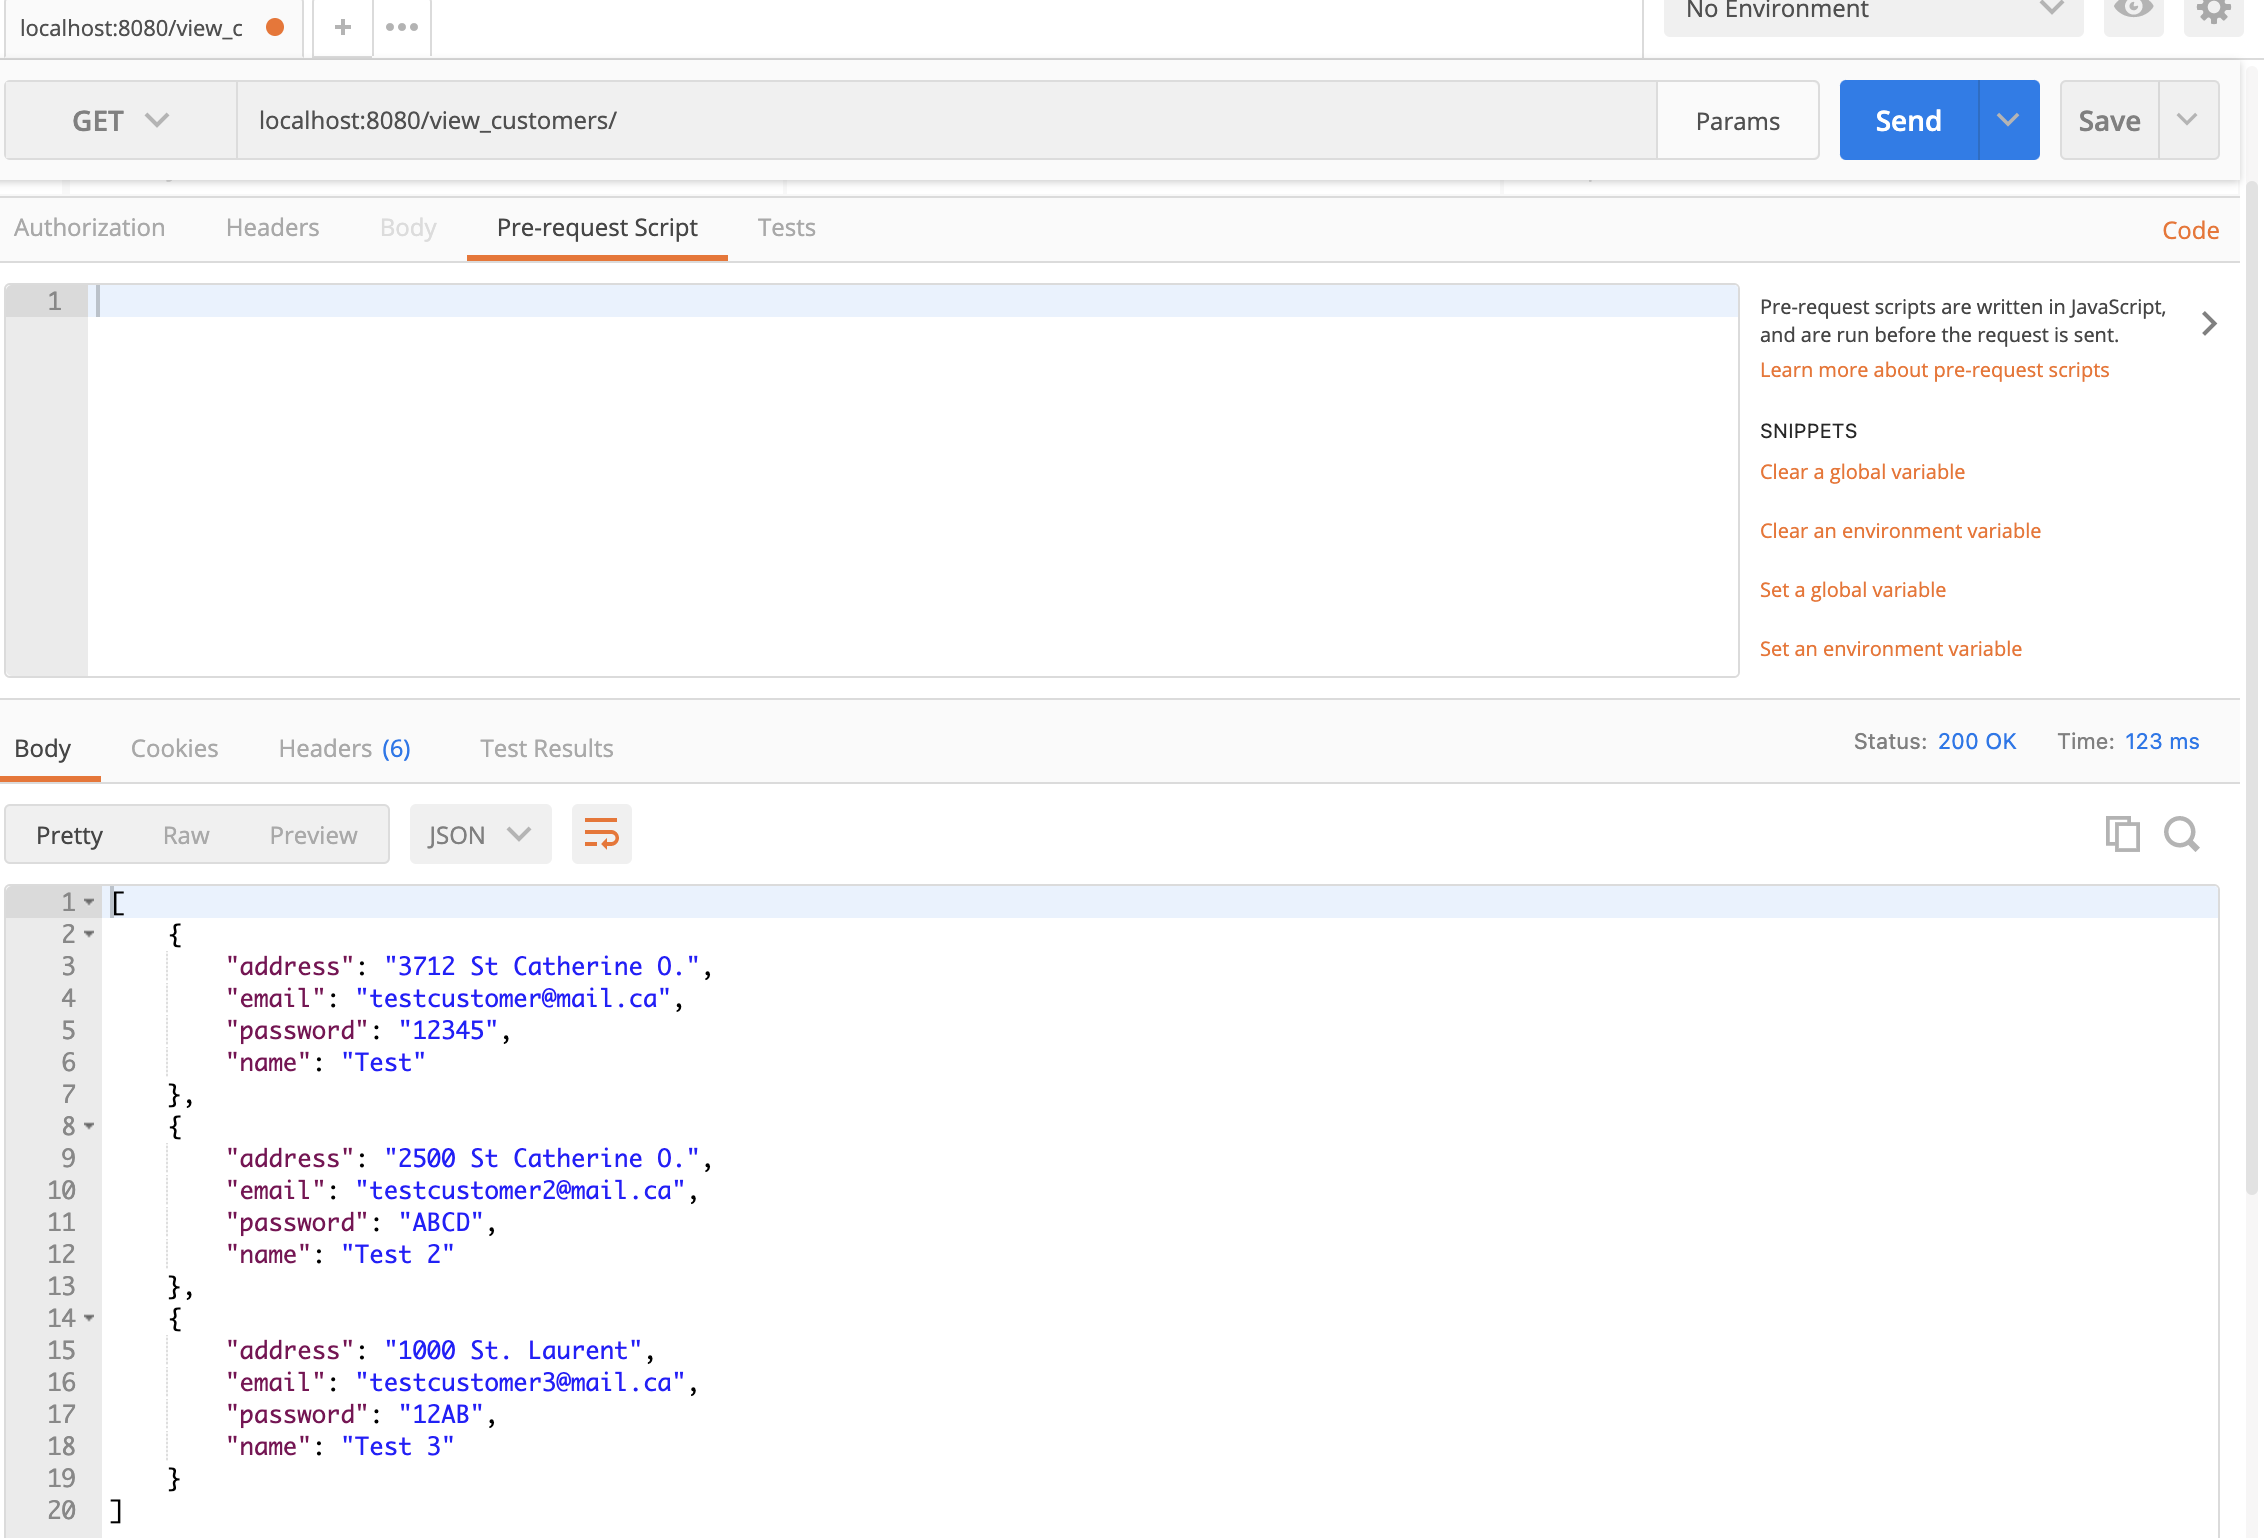 localhost:8080/view_c
No Environment
GET localhost:8080/view_customers/ Params Send Save
Authorization Headers Body Pre-request Script Tests Code
1
Pre-request scripts are written in JavaScript,
and are run before the request is sent.
Learn more about pre-request scripts
SNIPPETS
Clear a global variable
Clear an environment variable
Set a global variable
Set an environment variable
Body Cookies Headers (6) Test Results Status: 200 OK Time: 123 ms
Pretty Raw Preview JSON
1 [
2 {
3 "address": "3712 St Catherine O.",
4 "email": "testcustomer@mail.ca",
5 "password": "12345",
6 "name": "Test"
7 },
8 {
9 "address": "2500 St Catherine O.",
10 "email": "testcustomer2@mail.ca",
11 "password": "ABCD",
12 "name": "Test 2"
13 },
14 {
15 "address": "1000 St. Laurent",
16 "email": "testcustomer3@mail.ca",
17 "password": "12AB",
18 "name": "Test 3"
19 }
20 ]